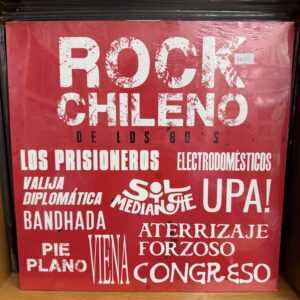 ROCK
CHILENO
DE LOS 80'S
LOS PRISIONEROS
ELECTRODOMÉSTICOS
VALIJA
DIPLOMÁTICA
SOL
MEDIANOCHE
UPA!
BANDHADA
ATERRIZAJE
FORZOSO
PIE
PLANO
VIENA
CONGRESO